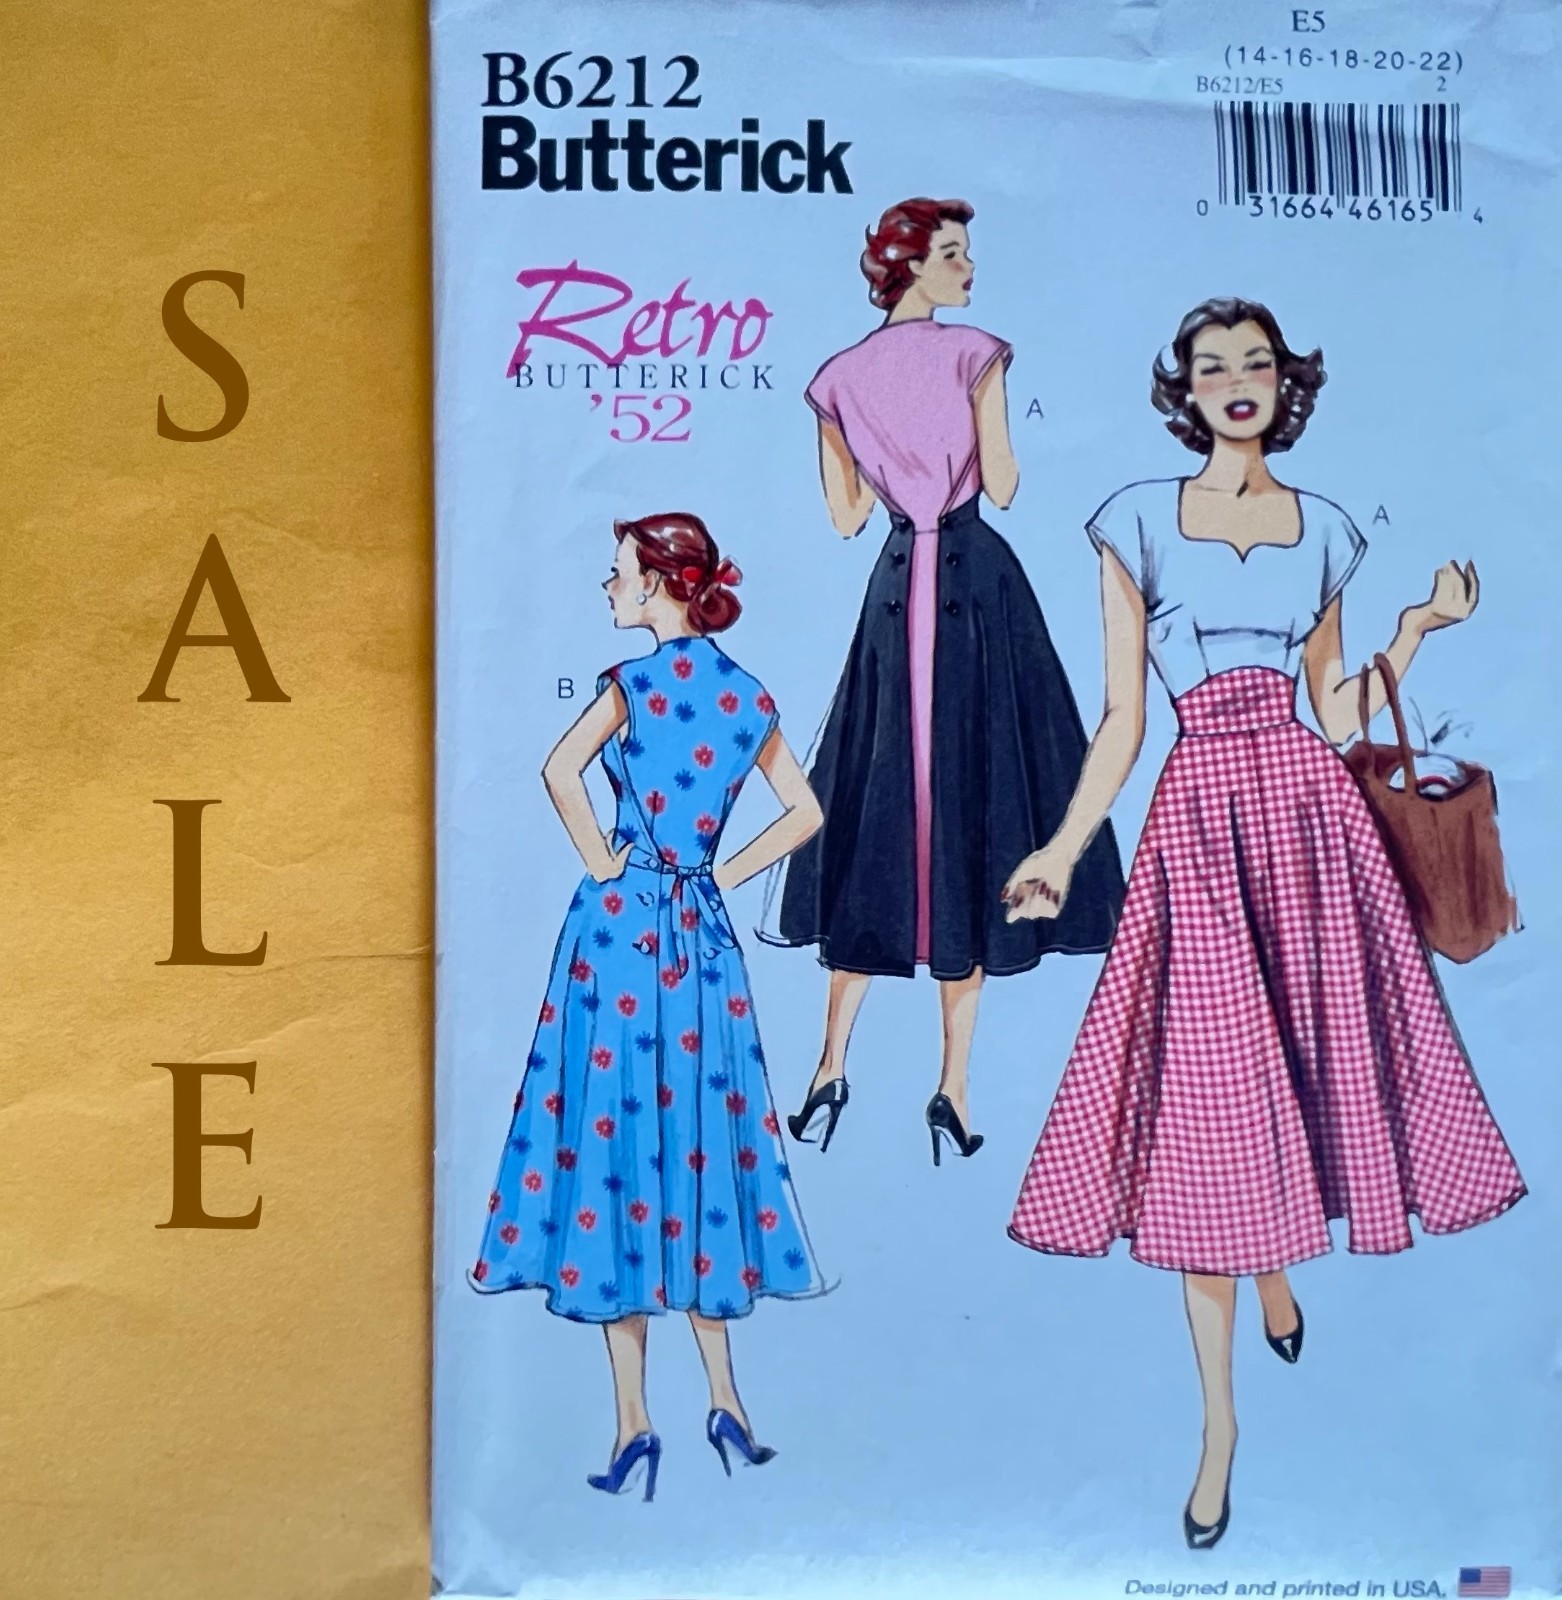 S
A
L
E
B6212
Butterick
E5
(14-16-18-20-22)
B6212/E5 2
0 31664 46165 4
Retro
BUTTERICK
'52
A
A
B
Designed and printed in USA.